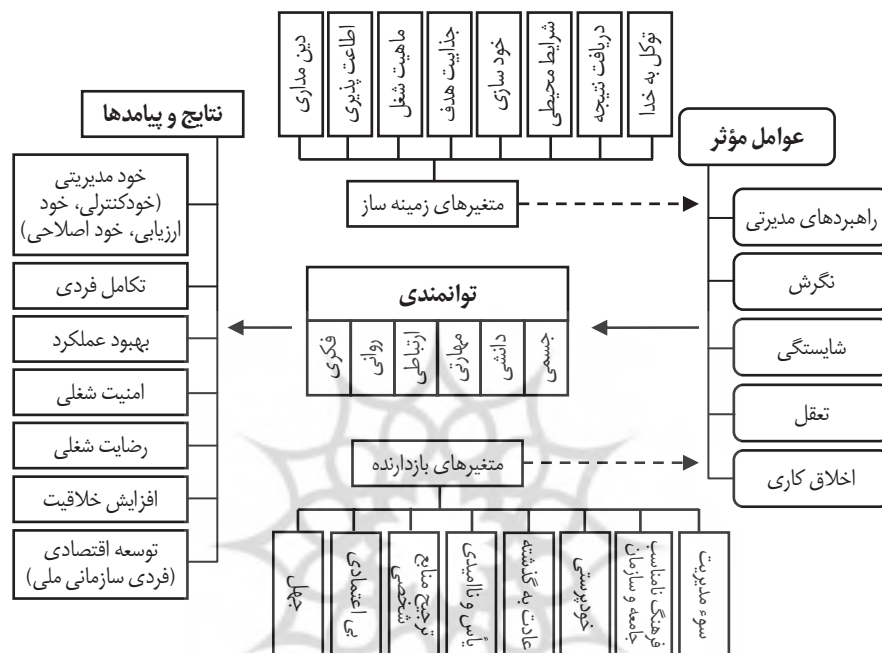 توکل به خدا
دریافت نتیجه
شرایط محیطی
خود سازی
جذابیت هدف
ماهیت شغل
اطاعت پذیری
دین مداری
عوامل مؤثر
راهبردهای مدیرتی
نگرش
شایستگی
تعقل
اخلاق کاری
متغیرهای زمینه ساز
توانمندی
جسمی
دانشی
مهارتی
ارتباطی
روانی
فکری
متغیرهای بازدارنده
سوء مدیریت
فرهنگ نامناسب
جامعه و سازمان
خودپرستی
عادت به گذشته
یأس و ناامیدی
ترجیح منابع
شخصی
بی اعتمادی
جهل
نتایج و پیامدها
خود مدیریتی
(خودکنترلی، خود
ارزیابی، خود اصلاحی)
تکامل فردی
بهبود عملکرد
امنیت شغلی
رضایت شغلی
افزایش خلاقیت
توسعه اقتصادی
(فردی سازمانی ملی)